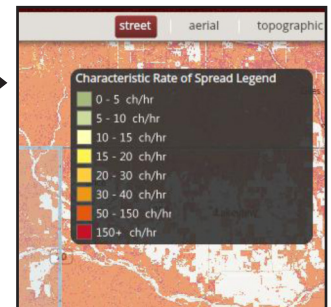 street aerial topographic
Characteristic Rate of Spread Legend
0 - 5 ch/hr
5 - 10 ch/hr
10 - 15 ch/hr
15 - 20 ch/hr
20 - 30 ch/hr
30 - 40 ch/hr
50 - 150 ch/hr
150+ ch/hr